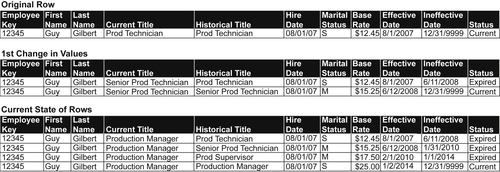 Original Row
Employee Key First Name Last Name Current Title Historical Title Hire Date Marital Status Base Rate Effective Date Ineffective Date Status
12345 Guy Gilbert Prod Technician Prod Technician 08/01/07 S $12.45 8/1/2007 12/31/9999 Current
1st Change in Values
Employee Key First Name Last Name Current Title Historical Title Hire Date Marital Status Base Rate Effective Date Ineffective Date Status
12345 Guy Gilbert Senior Prod Technician Prod Technician 08/01/07 S $12.45 8/1/2007 6/11/2008 Expired
12345 Guy Gilbert Senior Prod Technician Senior Prod Technician 08/01/07 M $15.25 6/12/2008 12/31/9999 Current
Current State of Rows
Employee Key First Name Last Name Current Title Historical Title Hire Date Marital Status Base Rate Effective Date Ineffective Date Status
12345 Guy Gilbert Production Manager Prod Technician 08/01/07 S $12.45 8/1/2007 6/11/2008 Expired
12345 Guy Gilbert Production Manager Senior Prod Technician 08/01/07 M $15.25 6/12/2008 1/31/2010 Expired
12345 Guy Gilbert Production Manager Prod Supervisor 08/01/07 M $17.50 2/1/2010 1/1/2014 Expired
12345 Guy Gilbert Production Manager Production Manager 08/01/07 S $25.00 1/2/2014 12/31/9999 Current